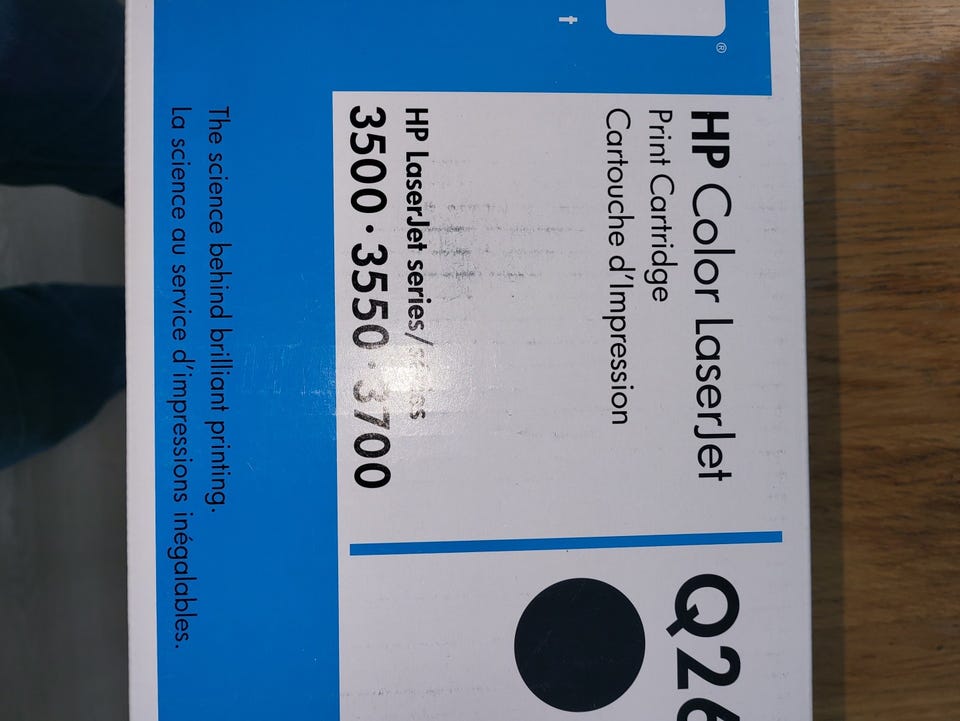 t
®
HP Color LaserJet
Print Cartridge
Cartouche d'Impression
HP LaserJet series/séries
3500 · 3550 · 3700
The science behind brilliant printing.
La science au service d'impressions inégalables.
Q26